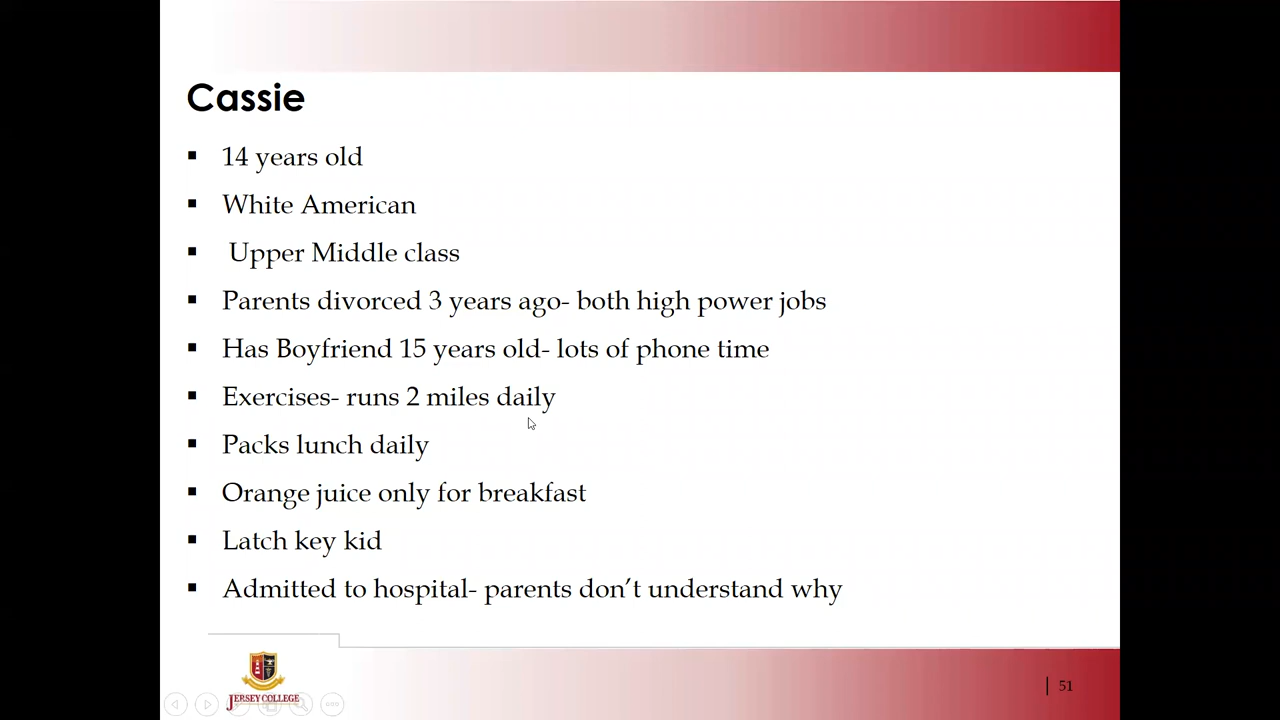 Cassie
14 years old
White American
Upper Middle class
Parents divorced 3 years ago- both high power jobs
Has Boyfriend 15 years old- lots of phone time
Exercises- runs 2 miles daily
Packs lunch daily
Orange juice only for breakfast
Latch key kid
Admitted to hospital- parents don’t understand why
JERSEY COLLEGE
51